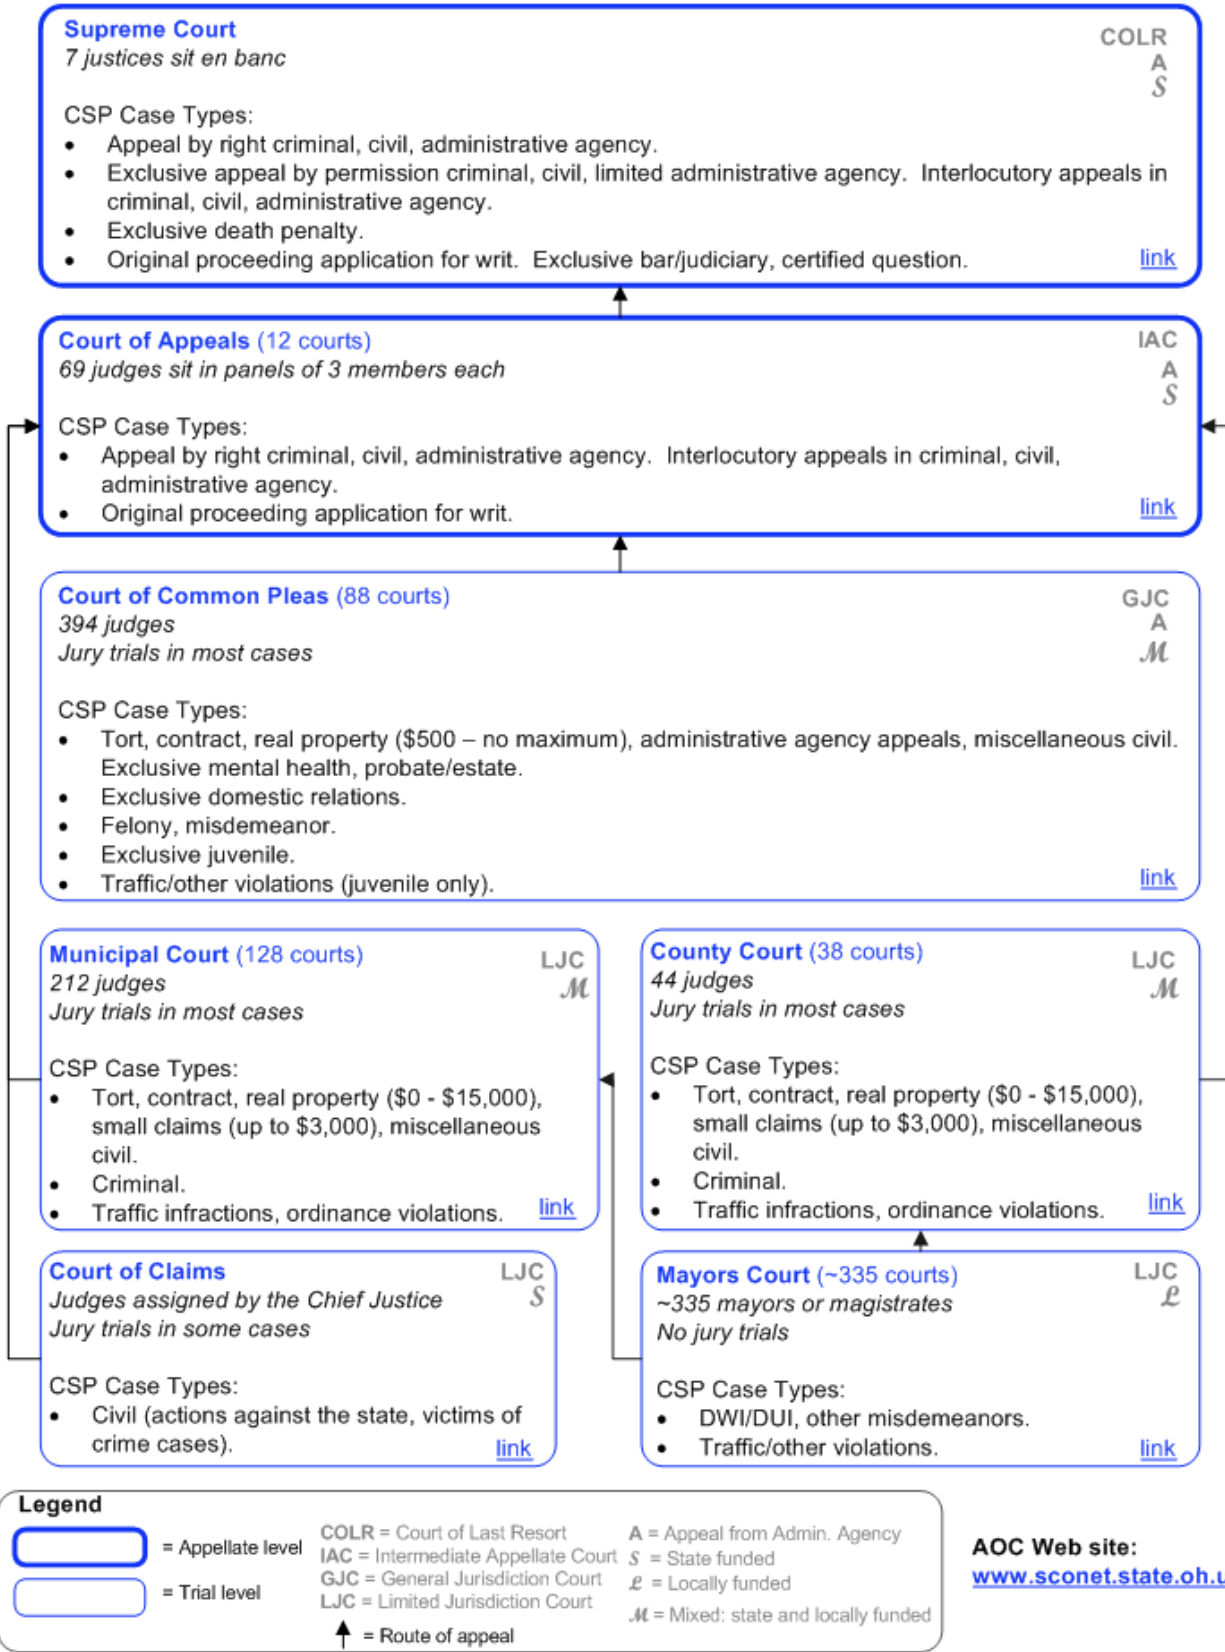 Supreme Court
COLR
7 justices sit en banc
A
S
CSP Case Types:
• Appeal by right criminal, civil, administrative agency.
• Exclusive appeal by permission criminal, civil, limited administrative agency. Interlocutory appeals in
criminal, civil, administrative agency.
• Exclusive death penalty.
• Original proceeding application for writ. Exclusive bar/judiciary, certified question.
link
Court of Appeals (12 courts)
IAC
69 judges sit in panels of 3 members each
A
S
CSP Case Types:
• Appeal by right criminal, civil, administrative agency. Interlocutory appeals in criminal, civil,
administrative agency.
• Original proceeding application for writ.
link
Court of Common Pleas (88 courts)
GJC
394 judges
A
Jury trials in most cases
M
CSP Case Types:
• Tort, contract, real property ($500 – no maximum), administrative agency appeals, miscellaneous civil.
Exclusive mental health, probate/estate.
• Exclusive domestic relations.
• Felony, misdemeanor.
• Exclusive juvenile.
• Traffic/other violations (juvenile only).
link
Municipal Court (128 courts)
LJC
212 judges
M
Jury trials in most cases
CSP Case Types:
• Tort, contract, real property ($0 - $15,000),
small claims (up to $3,000), miscellaneous
civil.
• Criminal.
• Traffic infractions, ordinance violations.
link
County Court (38 courts)
LJC
44 judges
M
Jury trials in most cases
CSP Case Types:
• Tort, contract, real property ($0 - $15,000),
small claims (up to $3,000), miscellaneous
civil.
• Criminal.
• Traffic infractions, ordinance violations.
link
Court of Claims
LJC
Judges assigned by the Chief Justice
S
Jury trials in some cases
CSP Case Types:
• Civil (actions against the state, victims of
crime cases).
link
Mayors Court (~335 courts)
LJC
~335 mayors or magistrates
L
No jury trials
CSP Case Types:
• DWI/DUI, other misdemeanors.
• Traffic/other violations.
link
Legend
= Appellate level
= Trial level
COLR = Court of Last Resort
IAC = Intermediate Appellate Court
GJC = General Jurisdiction Court
LJC = Limited Jurisdiction Court
= Route of appeal
A = Appeal from Admin. Agency
S = State funded
L = Locally funded
M = Mixed: state and locally funded
AOC Web site:
www.sconet.state.oh.u